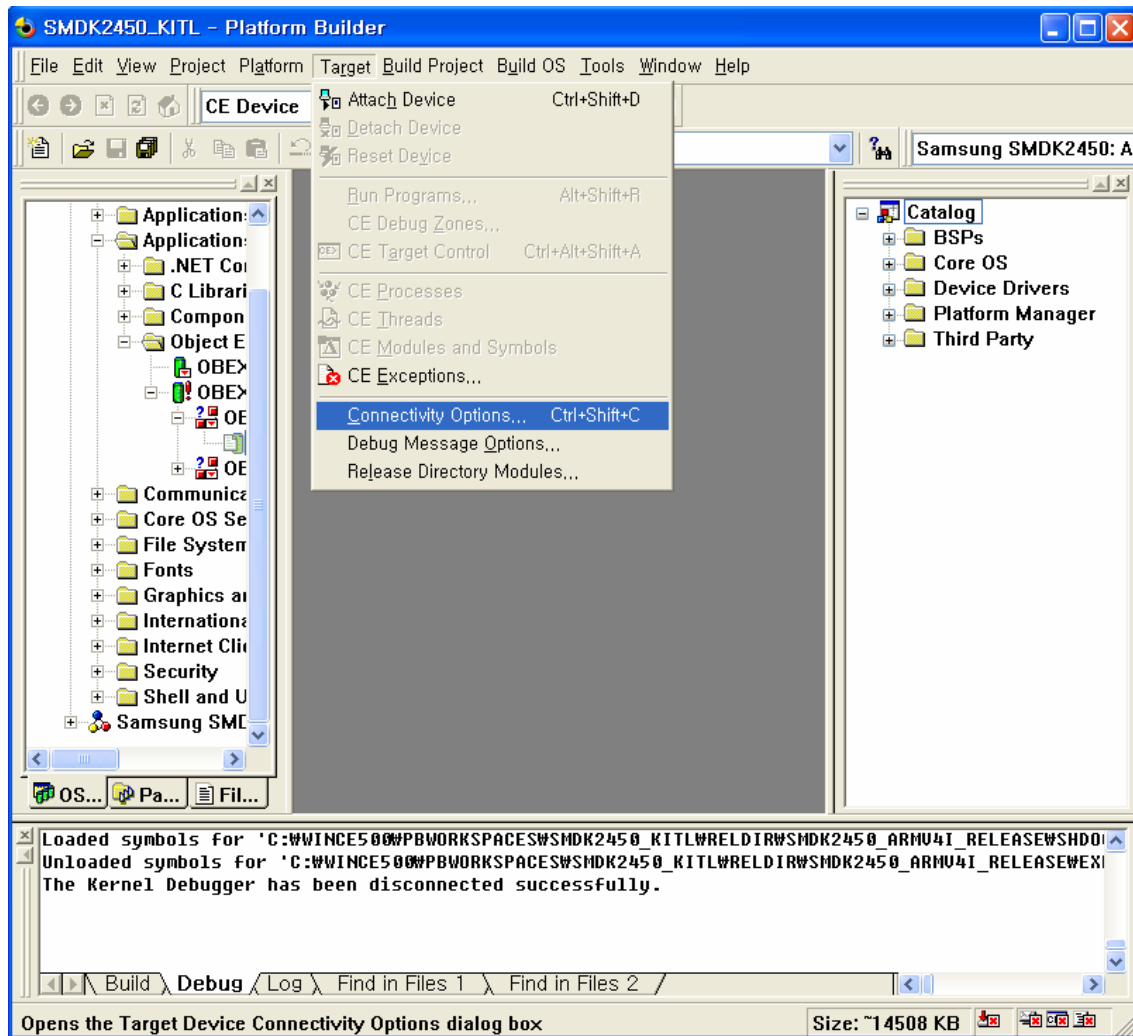 SMDK2450_KITL - Platform Builder
File Edit View Project Platform Target Build Project Build OS Tools Window Help
CE Device
Samsung SMDK2450: A
Attach Device Ctrl+Shift+D
Detach Device
Reset Device
Run Programs... Alt+Shift+R
CE Debug Zones...
CE Target Control Ctrl+Alt+Shift+A
CE Processes
CE Threads
CE Modules and Symbols
CE Exceptions...
Connectivity Options... Ctrl+Shift+C
Debug Message Options...
Release Directory Modules...
Application
Application
.NET Co
C Librari
Compon
Object E
OBEX
OBEX
OE
OE
Communica
Core OS Se
File System
Fonts
Graphics a
Internationa
Internet Clie
Security
Shell and U
Samsung SMD
OS... Pa... Fil...
Catalog
BSPs
Core OS
Device Drivers
Platform Manager
Third Party
Loaded symbols for 'C:₩WINCE500₩PBWORKSPACES₩SMDK2450_KITL₩RELDIR₩SMDK2450_ARMV4I_RELEASE₩SHDO
Unloaded symbols for 'C:₩WINCE500₩PBWORKSPACES₩SMDK2450_KITL₩RELDIR₩SMDK2450_ARMV4I_RELEASE₩EX
The Kernel Debugger has been disconnected successfully.
Build Debug Log Find in Files 1 Find in Files 2
Opens the Target Device Connectivity Options dialog box Size: ~14508 KB